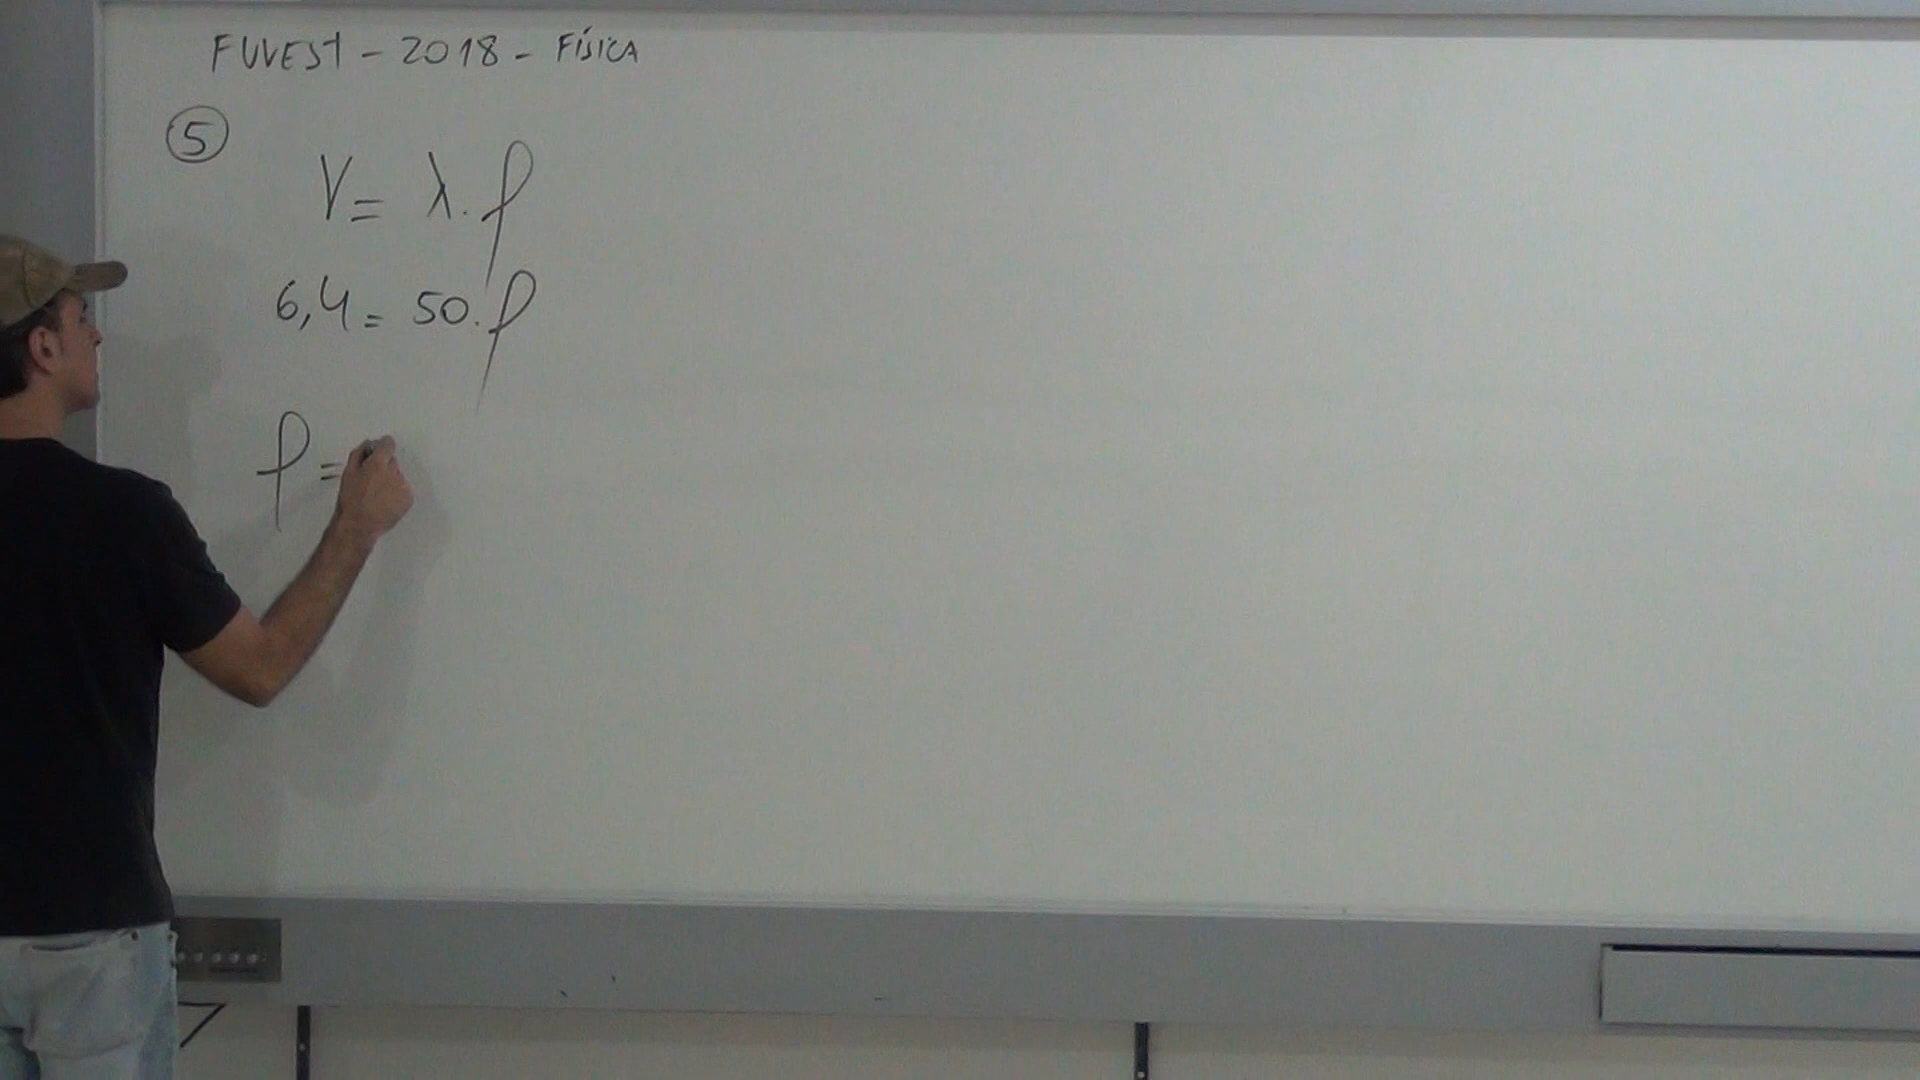 FUVEST - 2018 - FÍSICA
5
V = λ . f
6,4 = 50 . f
f =